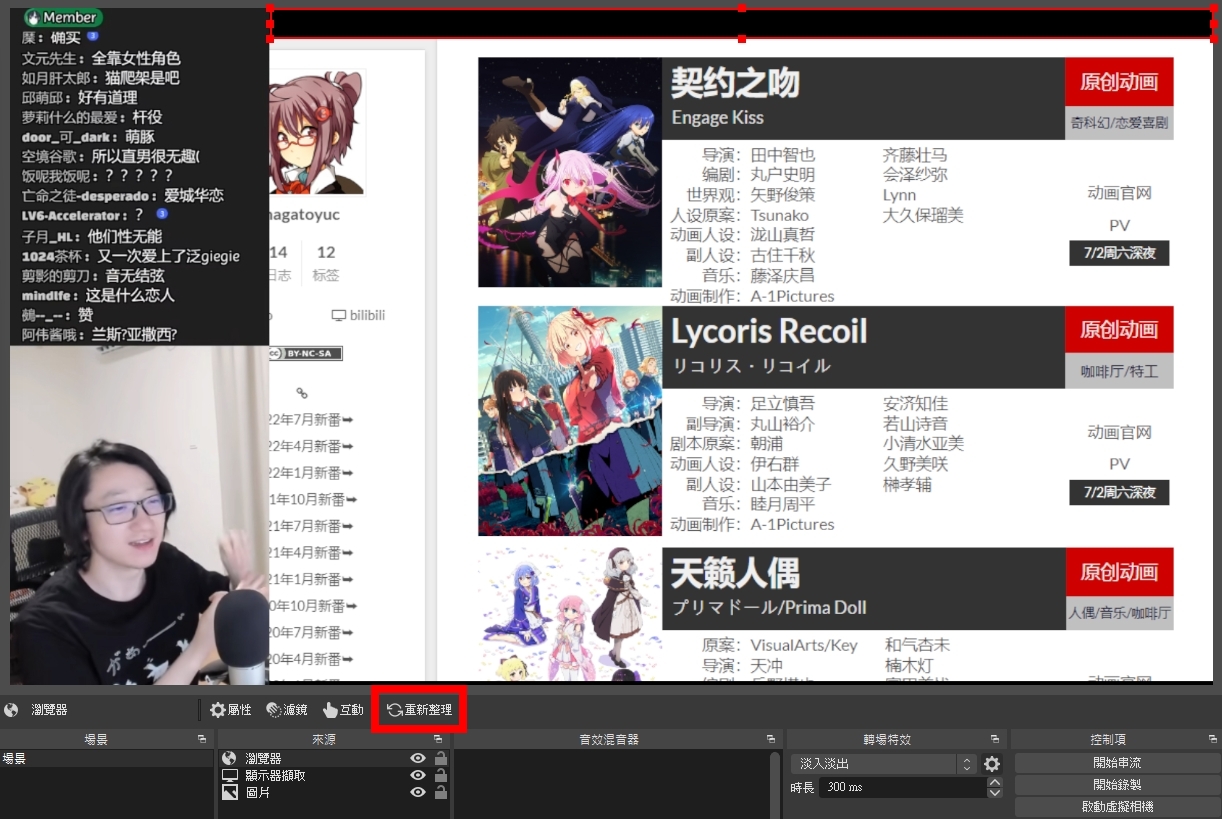 Member
糜：确实 3
文元先生：全靠女性角色
如月肝太郎：猫爬架是吧
邱萌邱：好有道理
萝莉什么的最爱：杆役
door_可_dark：萌豚
空境谷歌：所以直男很无趣(
饭呢我饭呢：？？？？？
亡命之徒-desperado：爱城华恋
LV6-Accelerator：？ 3
子月_HL：他们性无能
1024茶杯：又一次爱上了泛giegie
剪影的剪刀：音无结弦
mindlfe：这是什么恋人
鹓--_--：赞
阿伟酱哦：兰斯?亚撒西?
nagatoyuc
14
12
日志
标签
bilibili
cc BY-NC-SA
22年7月新番➥
22年4月新番➥
22年1月新番➥
1年10月新番➥
21年7月新番➥
21年4月新番➥
21年1月新番➥
0年10月新番➥
20年7月新番➥
20年4月新番➥
契约之吻
Engage Kiss
原创动画
奇科幻/恋爱喜剧
导演：田中智也
编剧：丸户史明
世界观：矢野俊策
人设原案：Tsunako
动画人设：泷山真哲
副人设：古住千秋
音乐：藤泽庆昌
动画制作：A-1Pictures
齐藤壮马
会泽纱弥
Lynn
大久保瑠美
动画官网
PV
7/2周六深夜
Lycoris Recoil
リコリス・リコイル
原创动画
咖啡厅/特工
导演：足立慎吾
副导演：丸山裕介
剧本原案：朝浦
动画人设：伊右群
副人设：山本由美子
音乐：睦月周平
动画制作：A-1Pictures
安济知佳
若山诗音
小清水亚美
久野美咲
榊孝辅
动画官网
PV
7/2周六深夜
天籁人偶
プリマドール/Prima Doll
原创动画
人偶/音乐/咖啡厅
原案：VisualArts/Key
导演：天冲
和气杏未
楠木灯
瀏覽器
屬性
濾鏡
互動
重新整理
場景
來源
音效混音器
轉場特效
控制項
場景
瀏覽器
顯示器擷取
圖片
淡入淡出
時長
300 ms
開始串流
開始錄製
啟動虛擬相機